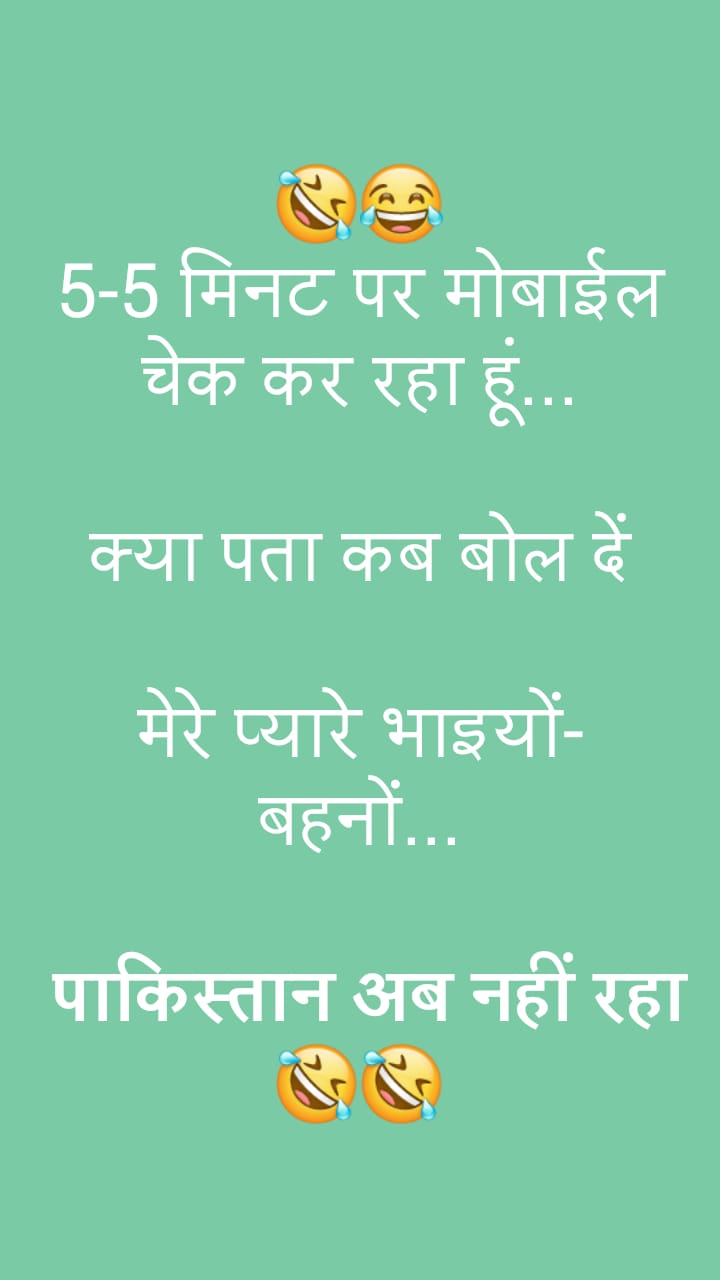 🤣😂
5-5 मिनट पर मोबाईल
चेक कर रहा हूं...
क्या पता कब बोल दें
मेरे प्यारे भाइयों-
बहनों...
पाकिस्तान अब नहीं रहा
🤣🤣